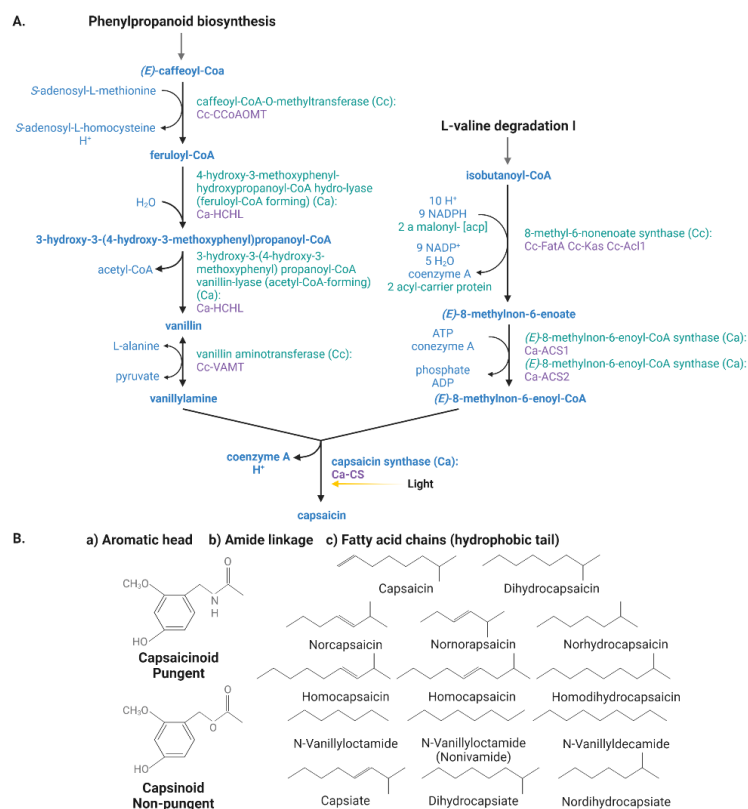 A.
Phenylpropanoid biosynthesis
(E)-caffeoyl-Coa
S-adenosyl-L-methionine
caffeoyl-CoA-O-methyltransferase (Cc):
Cc-CCoAOMT
S-adenosyl-L-homocysteine
H⁺
feruloyl-CoA
4-hydroxy-3-methoxyphenyl-
hydroxypropanoyl-CoA hydro-lyase
(feruloyl-CoA forming) (Ca):
Ca-HCHL
H₂O
3-hydroxy-3-(4-hydroxy-3-methoxyphenyl)propanoyl-CoA
acetyl-CoA
3-hydroxy-3-(4-hydroxy-3-
methoxyphenyl) propanoyl-CoA
vanillin-lyase (acetyl-CoA-forming)
(Ca):
Ca-HCHL
vanillin
L-alanine
vanillin aminotransferase (Cc):
Cc-VAMT
pyruvate
vanillylamine
L-valine degradation I
isobutanoyl-CoA
10 H⁺
9 NADPH
2 a malonyl- [acp]
8-methyl-6-nonenoate synthase (Cc):
Cc-FatA Cc-Kas Cc-Acl1
9 NADP⁺
5 H₂O
coenzyme A
2 acyl-carrier protein
(E)-8-methylnon-6-enoate
ATP
conezyme A
(E)-8-methylnon-6-enoyl-CoA synthase (Ca):
Ca-ACS1
(E)-8-methylnon-6-enoyl-CoA synthase (Ca):
Ca-ACS2
phosphate
ADP
(E)-8-methylnon-6-enoyl-CoA
coenzyme A
H⁺
capsaicin synthase (Ca):
Ca-CS
Light
capsaicin
B.
a) Aromatic head b) Amide linkage c) Fatty acid chains (hydrophobic tail)
O
CH₃O
N
H
HO
Capsaicinoid
Pungent
O
CH₃O
O
HO
Capsinoid
Non-pungent
Capsaicin Dihydrocapsaicin
Norcapsaicin Nornorapsaicin Norhydrocapsaicin
Homocapsaicin Homocapsaicin Homodihydrocapsaicin
N-Vanillyloctamide N-Vanillyloctamide N-Vanillyldecamide
(Nonivamide)
Capsiate Dihydrocapsiate Nordihydrocapsiate